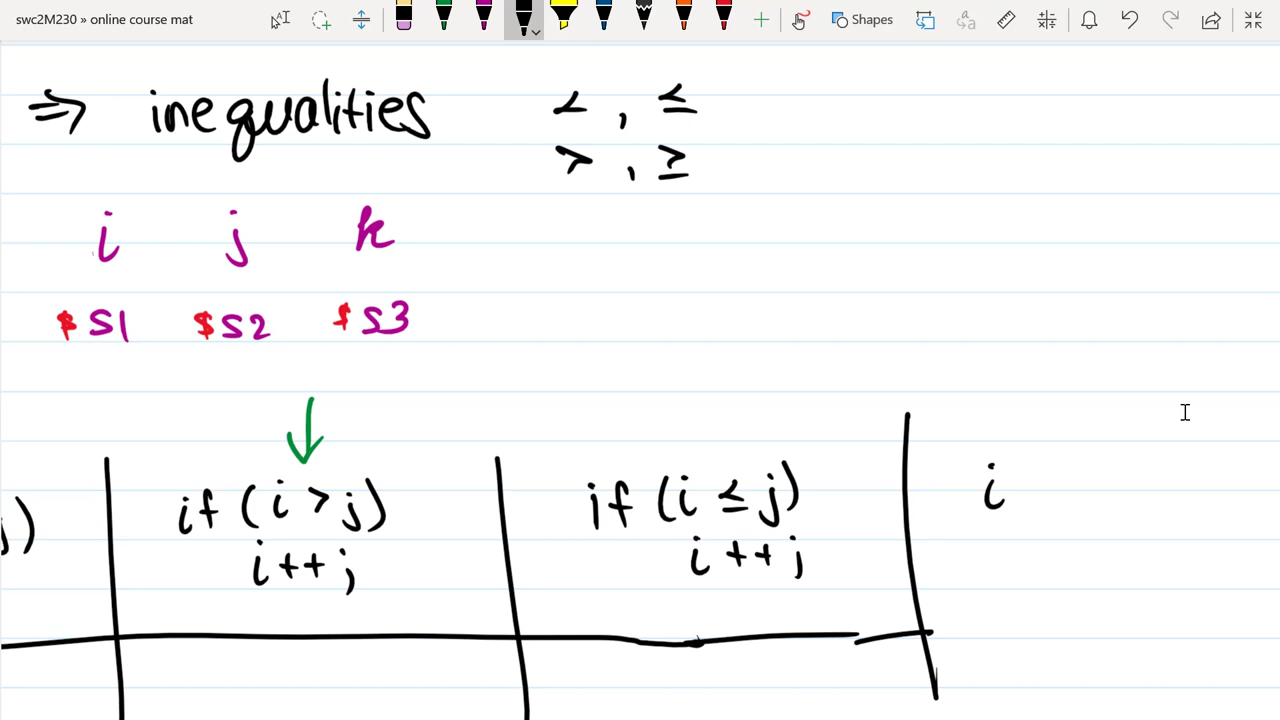 swc2M230 » online course mat
Shapes
⇒ inequalities < , ≤
> , ≥
i j k
$S1 $S2 $S3
j) if (i > j) if (i ≤ j) i
i++; i++;